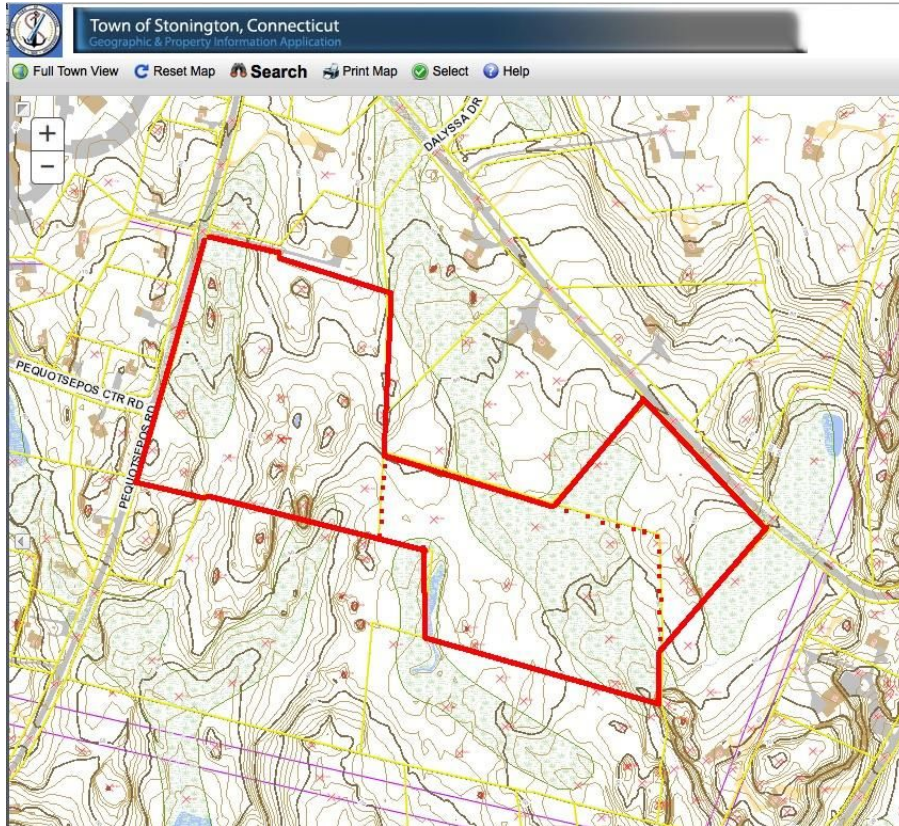 Town of Stonington, Connecticut
Geographic & Property Information Application
Full Town View Reset Map Search Print Map Select Help
+
−
DALYSSA DR
PEQUOTSEPOS CTR RD
PEQUOTSEPOS RD